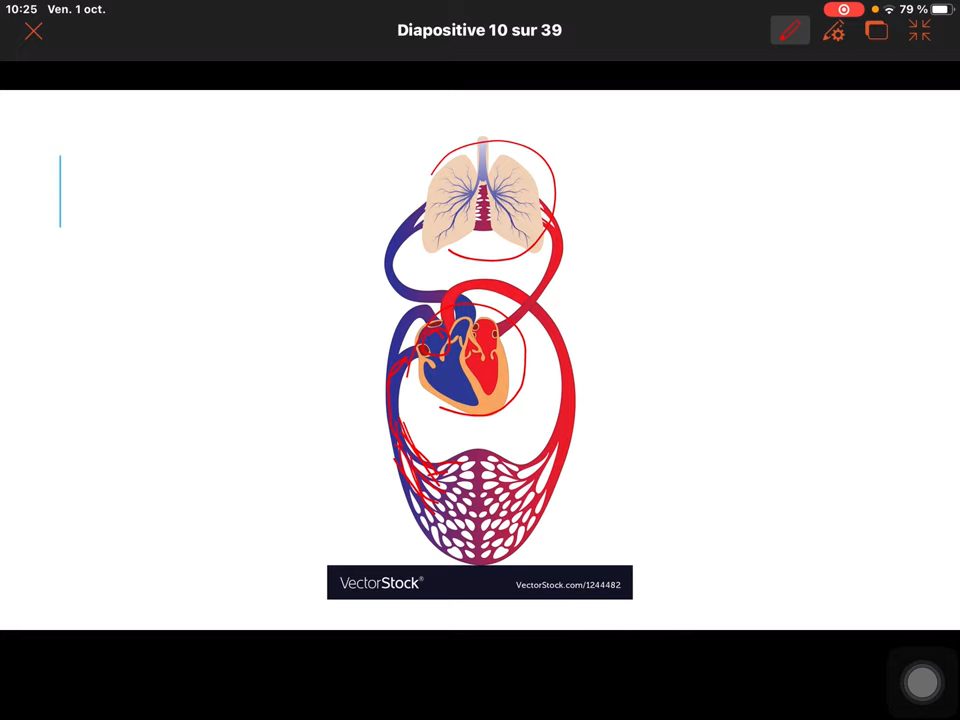 10:25 Ven. 1 oct.
79 %
Diapositive 10 sur 39
VectorStock®
VectorStock.com/1244482